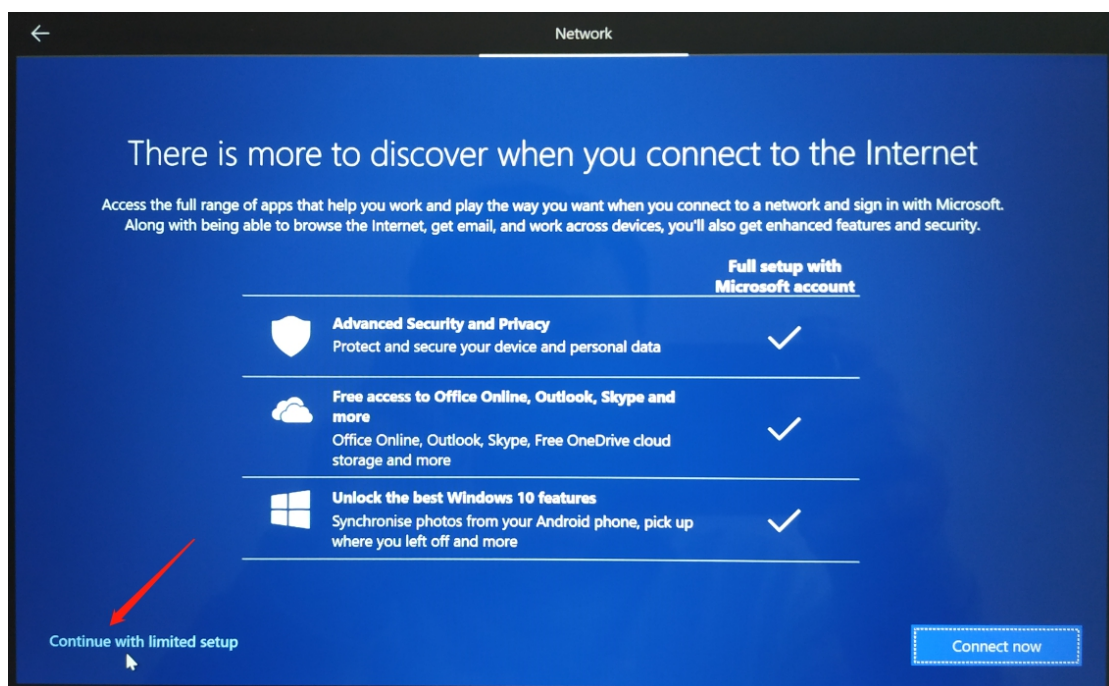 Network
There is more to discover when you connect to the Internet
Access the full range of apps that help you work and play the way you want when you connect to a network and sign in with Microsoft.
Along with being able to browse the Internet, get email, and work across devices, you'll also get enhanced features and security.
Full setup with
Microsoft account
Advanced Security and Privacy
Protect and secure your device and personal data
Free access to Office Online, Outlook, Skype and
more
Office Online, Outlook, Skype, Free OneDrive cloud
storage and more
Unlock the best Windows 10 features
Synchronise photos from your Android phone, pick up
where you left off and more
Continue with limited setup
Connect now